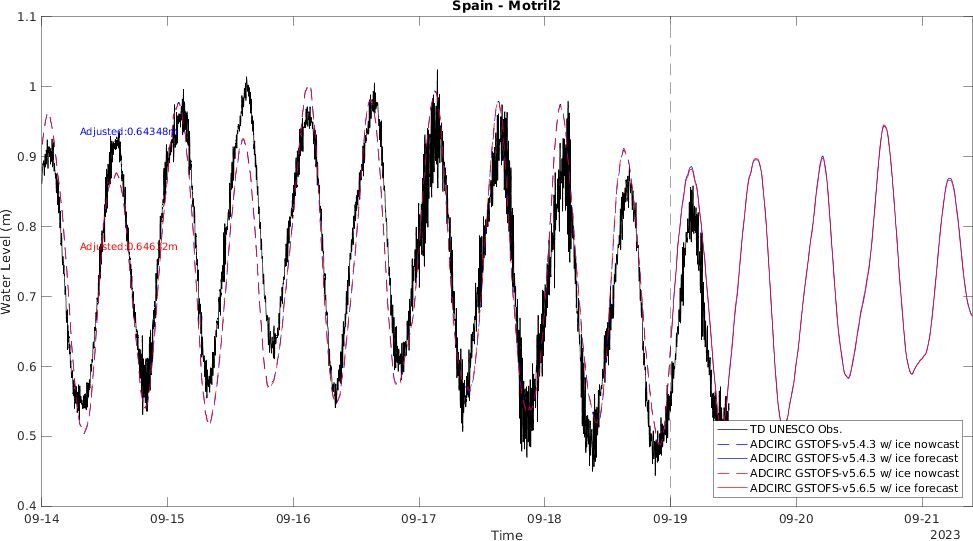 Spain - Motril2
1.1
1
0.9
0.8
0.7
0.6
0.5
0.4
Water Level (m)
Adjusted:0.64348m
Adjusted:0.64632m
TD UNESCO Obs.
ADCIRC GSTOFS-v5.4.3 w/ ice nowcast
ADCIRC GSTOFS-v5.4.3 w/ ice forecast
ADCIRC GSTOFS-v5.6.5 w/ ice nowcast
ADCIRC GSTOFS-v5.6.5 w/ ice forecast
09-14 09-15 09-16 09-17 09-18 09-19 09-20 09-21
Time
2023